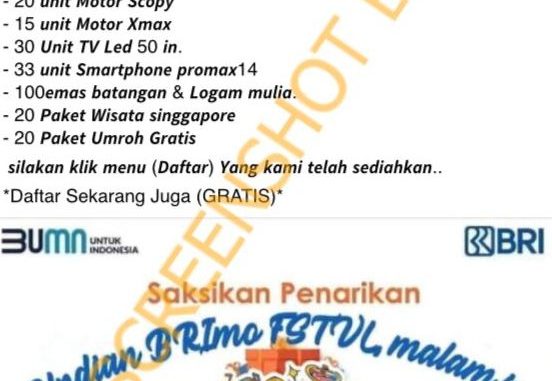 - 20 unit Motor Scopy
- 15 unit Motor Xmax
- 30 Unit TV Led 50 in.
- 33 unit Smartphone promax14
- 100emas batangan & Logam mulia.
- 20 Paket Wisata singgapore
- 20 Paket Umroh Gratis
silakan klik menu (Daftar) Yang kami telah sediahkan..
*Daftar Sekarang Juga (GRATIS)*
BUMN UNTUK INDONESIA
BRI
Saksikan Penarikan
Undian BRImo FSTVL malam
SCREENSHOT